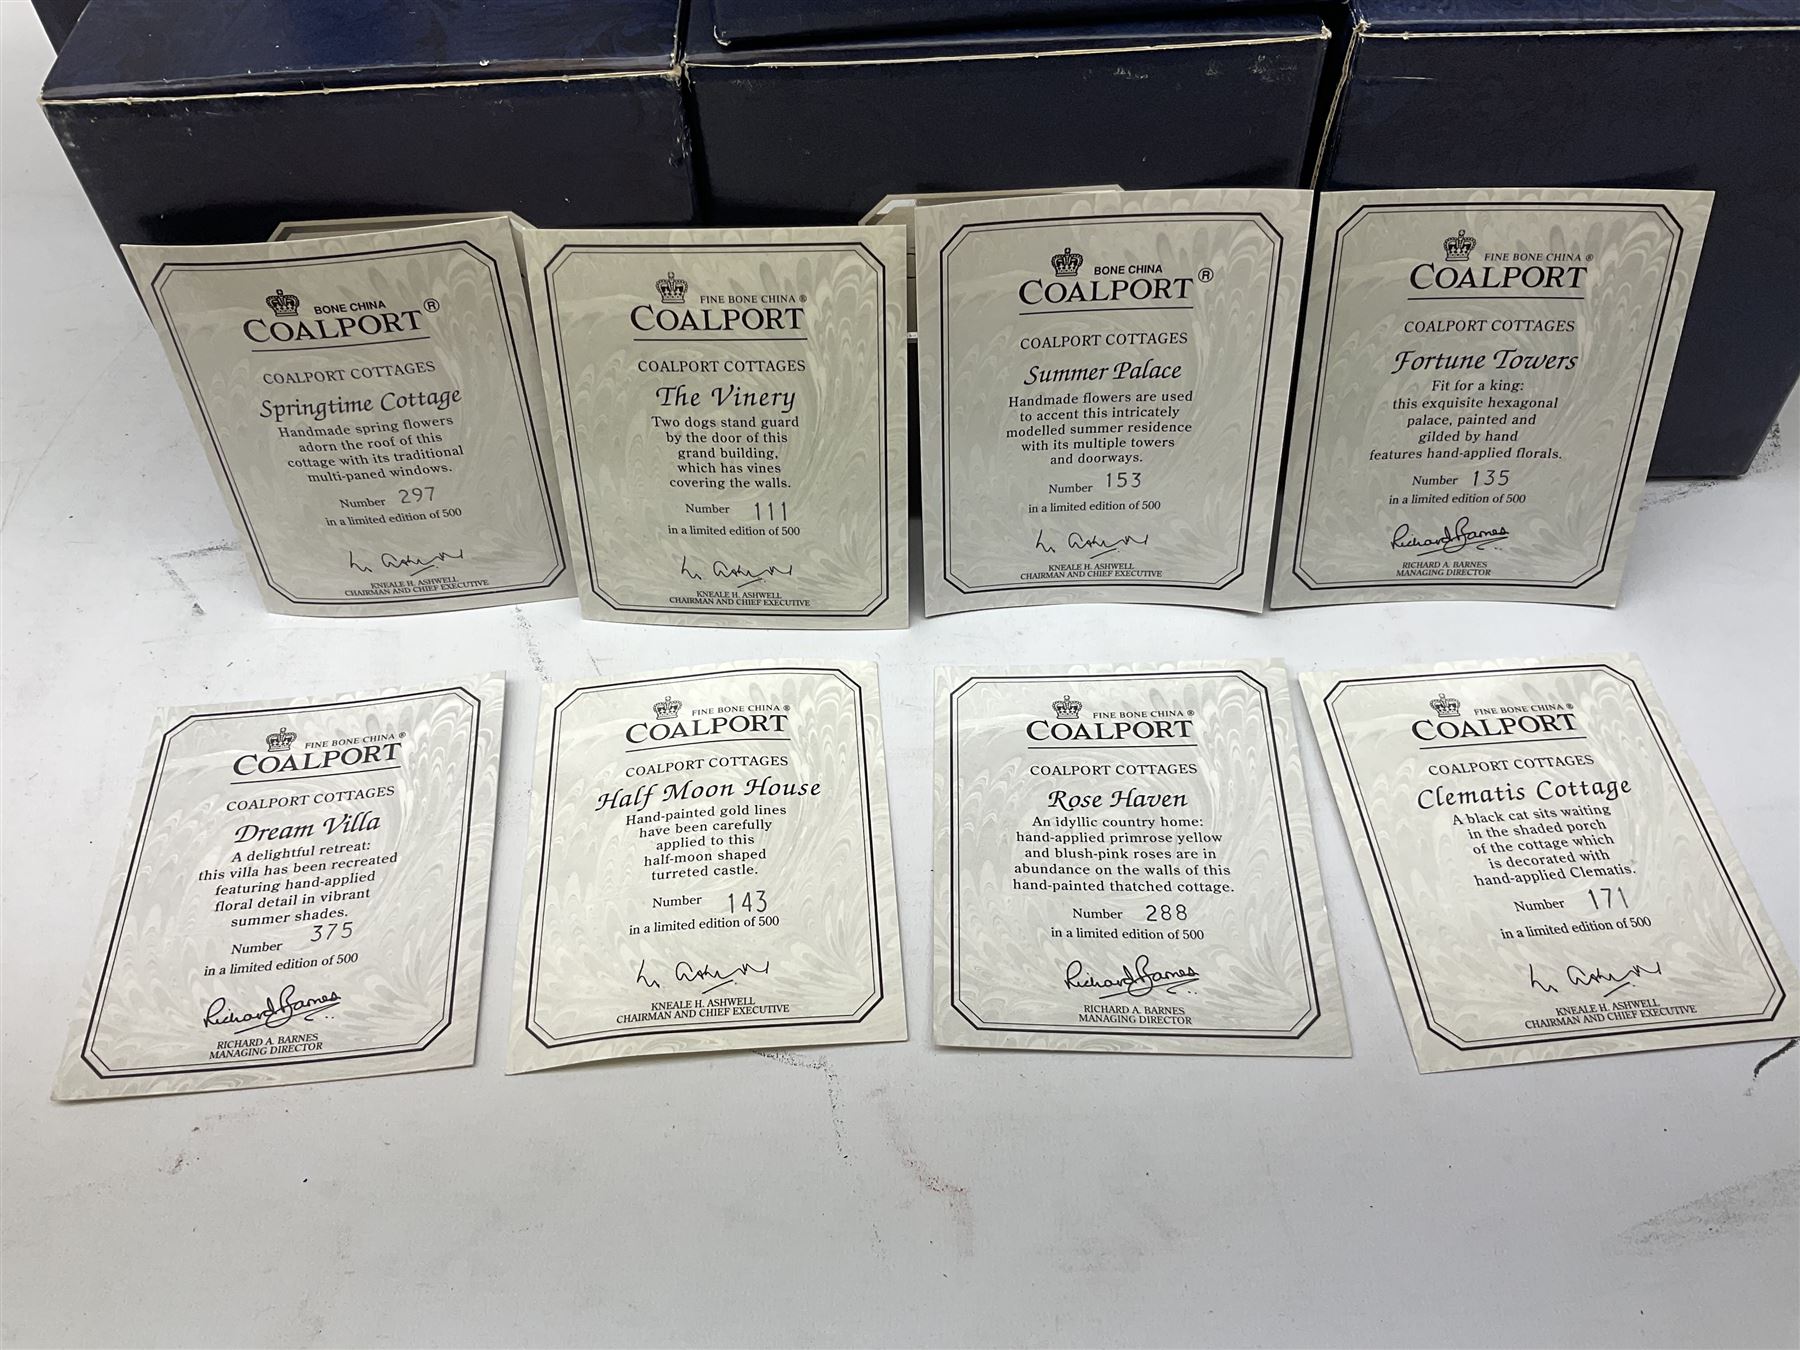 BONE CHINA
COALPORT ®
COALPORT COTTAGES
Springtime Cottage
Handmade spring flowers
adorn the roof of this
cottage with its traditional
multi-paned windows.
Number 297
in a limited edition of 500
KNEALE H. ASHWELL
CHAIRMAN AND CHIEF EXECUTIVE
FINE BONE CHINA ®
COALPORT
COALPORT COTTAGES
The Vinery
Two dogs stand guard
by the door of this
grand building,
which has vines
covering the walls.
Number 111
in a limited edition of 500
KNEALE H. ASHWELL
CHAIRMAN AND CHIEF EXECUTIVE
BONE CHINA
COALPORT ®
COALPORT COTTAGES
Summer Palace
Handmade flowers are used
to accent this intricately
modelled summer residence
with its multiple towers
and doorways.
Number 153
in a limited edition of 500
KNEALE H. ASHWELL
CHAIRMAN AND CHIEF EXECUTIVE
FINE BONE CHINA ®
COALPORT
COALPORT COTTAGES
Fortune Towers
Fit for a king:
this exquisite hexagonal
palace, painted and
gilded by hand
features hand-applied florals.
Number 135
in a limited edition of 500
Richard Barnes
RICHARD A. BARNES
MANAGING DIRECTOR
FINE BONE CHINA ®
COALPORT
COALPORT COTTAGES
Dream Villa
A delightful retreat:
this villa has been recreated
featuring hand-applied
floral detail in vibrant
summer shades.
Number 375
in a limited edition of 500
Richard Barnes
RICHARD A. BARNES
MANAGING DIRECTOR
FINE BONE CHINA ®
COALPORT
COALPORT COTTAGES
Half Moon House
Hand-painted gold lines
have been carefully
applied to this
half-moon shaped
turreted castle.
Number 143
in a limited edition of 500
KNEALE H. ASHWELL
CHAIRMAN AND CHIEF EXECUTIVE
FINE BONE CHINA ®
COALPORT
COALPORT COTTAGES
Rose Haven
An idyllic country home:
hand-applied primrose yellow
and blush-pink roses are in
abundance on the walls of this
hand-painted thatched cottage.
Number 288
in a limited edition of 500
Richard Barnes
RICHARD A. BARNES
MANAGING DIRECTOR
FINE BONE CHINA ®
COALPORT
COALPORT COTTAGES
Clematis Cottage
A black cat sits waiting
in the shaded porch
of the cottage which
is decorated with
hand-applied Clematis.
Number 171
in a limited edition of 500
KNEALE H. ASHWELL
CHAIRMAN AND CHIEF EXECUTIVE